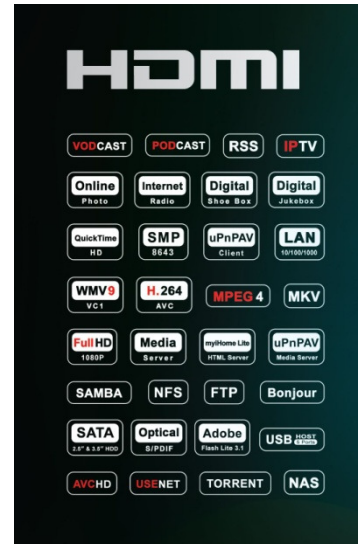 HDMI
VODCAST PODCAST RSS IPTV
Online Internet Digital Digital
Photo Radio Shoe Box Jukebox
QuickTime SMP uPnPAV LAN
HD 8643 Client 10/100/1000
WMV9 H.264 MPEG 4 MKV
VC1 AVC
FullHD Media myiHome Lite uPnPAV
1080P Server HTML Server Media Server
SAMBA NFS FTP Bonjour
SATA Optical Adobe USB HOST
2.5" & 3.5" HDD S/PDIF Flash Lite 3.1
AVCHD USENET TORRENT NAS